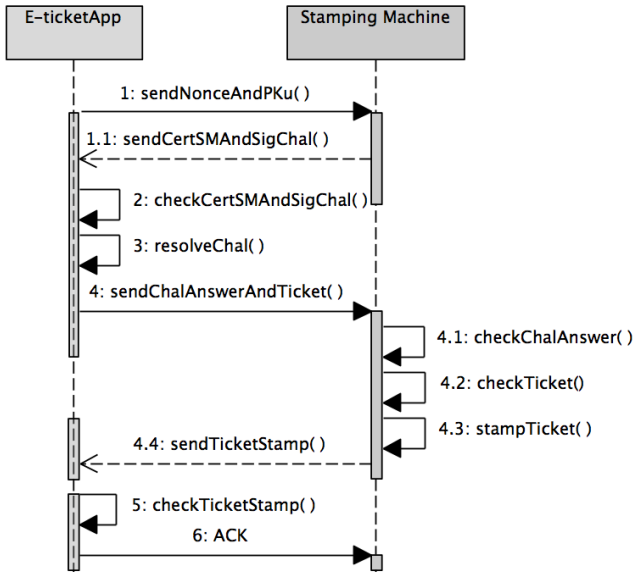 E-ticketApp
Stamping Machine
1: sendNonceAndPKu( )
1.1: sendCertSMAndSigChal( )
2: checkCertSMAndSigChal( )
3: resolveChal( )
4: sendChalAnswerAndTicket( )
4.1: checkChalAnswer( )
4.2: checkTicket()
4.3: stampTicket( )
4.4: sendTicketStamp( )
5: checkTicketStamp( )
6: ACK